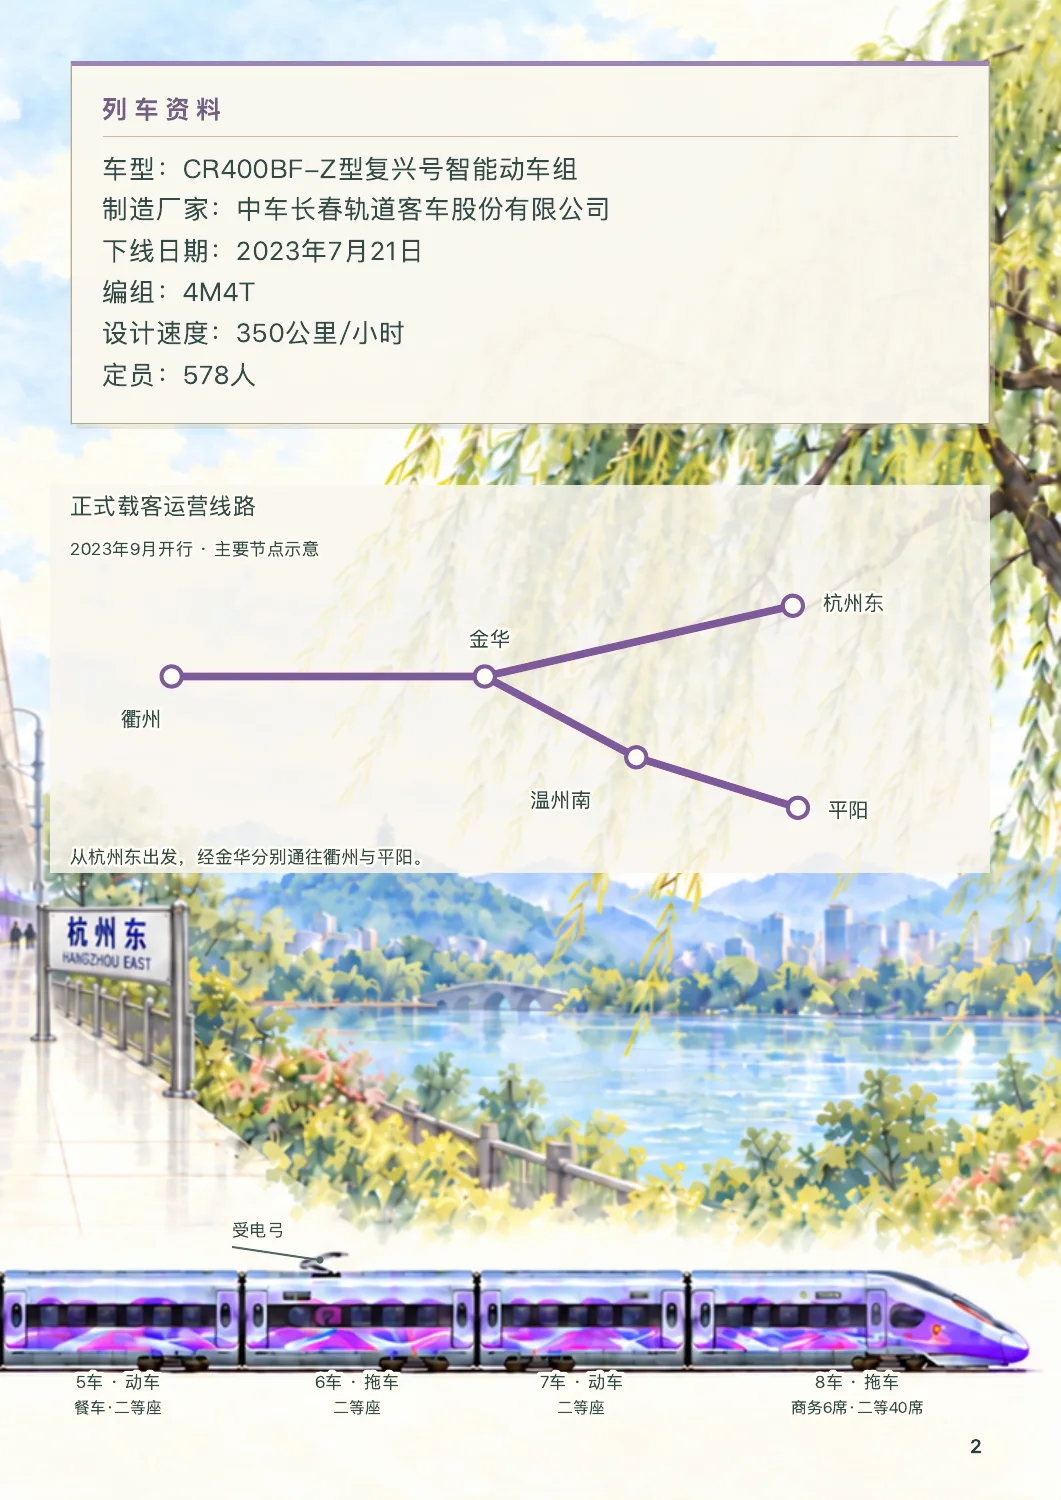 列车资料
车型：CR400BF–Z型复兴号智能动车组
制造厂家：中车长春轨道客车股份有限公司
下线日期：2023年7月21日
编组：4M4T
设计速度：350公里/小时
定员：578人
正式载客运营线路
2023年9月开行 · 主要节点示意
杭州东
金华
衢州
温州南
平阳
从杭州东出发，经金华分别通往衢州与平阳。
杭州东
HANGZHOU EAST
受电弓
5车 · 动车
餐车·二等座
6车 · 拖车
二等座
7车 · 动车
二等座
8车 · 拖车
商务6席·二等40席
2